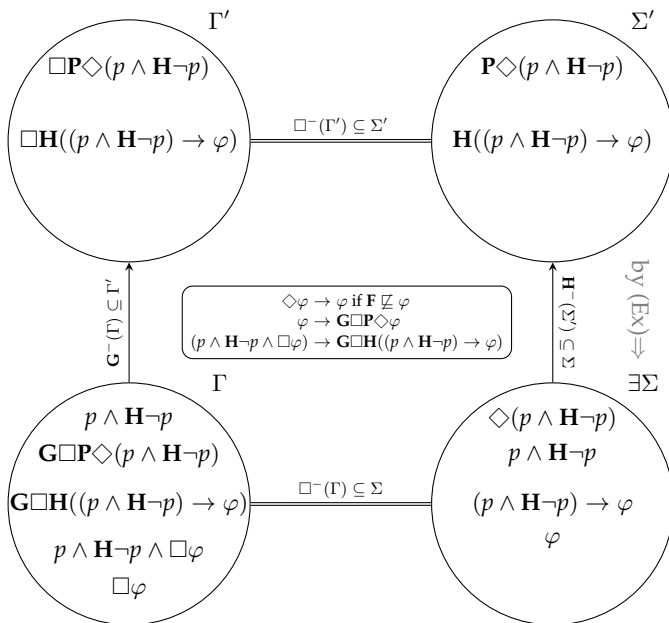 Γ′
Σ′
□P◇(p ∧ H¬p)
P◇(p ∧ H¬p)
□H((p ∧ H¬p) → φ)
□⁻(Γ′) ⊆ Σ′
H((p ∧ H¬p) → φ)
G⁻(Γ) ⊆ Γ′
◇φ → φ if F ⋢ φ
φ → G□P◇φ
(p ∧ H¬p ∧ □φ) → G□H((p ∧ H¬p) → φ)
H⁻(Σ′) ⊆ Σ
by (Ex)⇒
Γ
∃Σ
p ∧ H¬p
G□P◇(p ∧ H¬p)
G□H((p ∧ H¬p) → φ)
p ∧ H¬p ∧ □φ
□φ
□⁻(Γ) ⊆ Σ
◇(p ∧ H¬p)
p ∧ H¬p
(p ∧ H¬p) → φ
φ